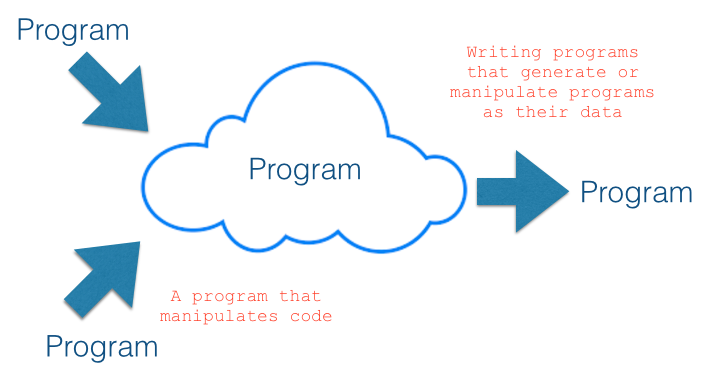 Program
Writing programs
that generate or
manipulate programs
as their data
Program
Program
A program that
manipulates code
Program